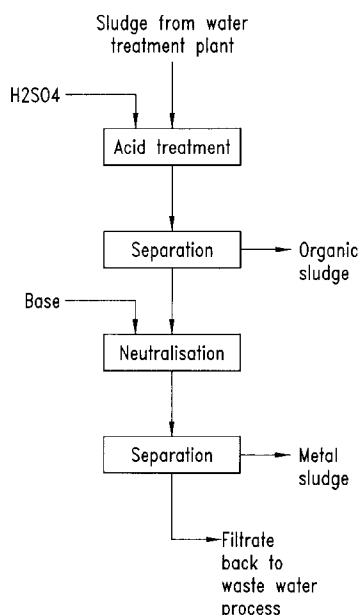 Sludge from water
treatment plant
H2SO4
Acid treatment
Separation
Organic
sludge
Base
Neutralisation
Separation
Metal
sludge
Filtrate
back to
waste water
process